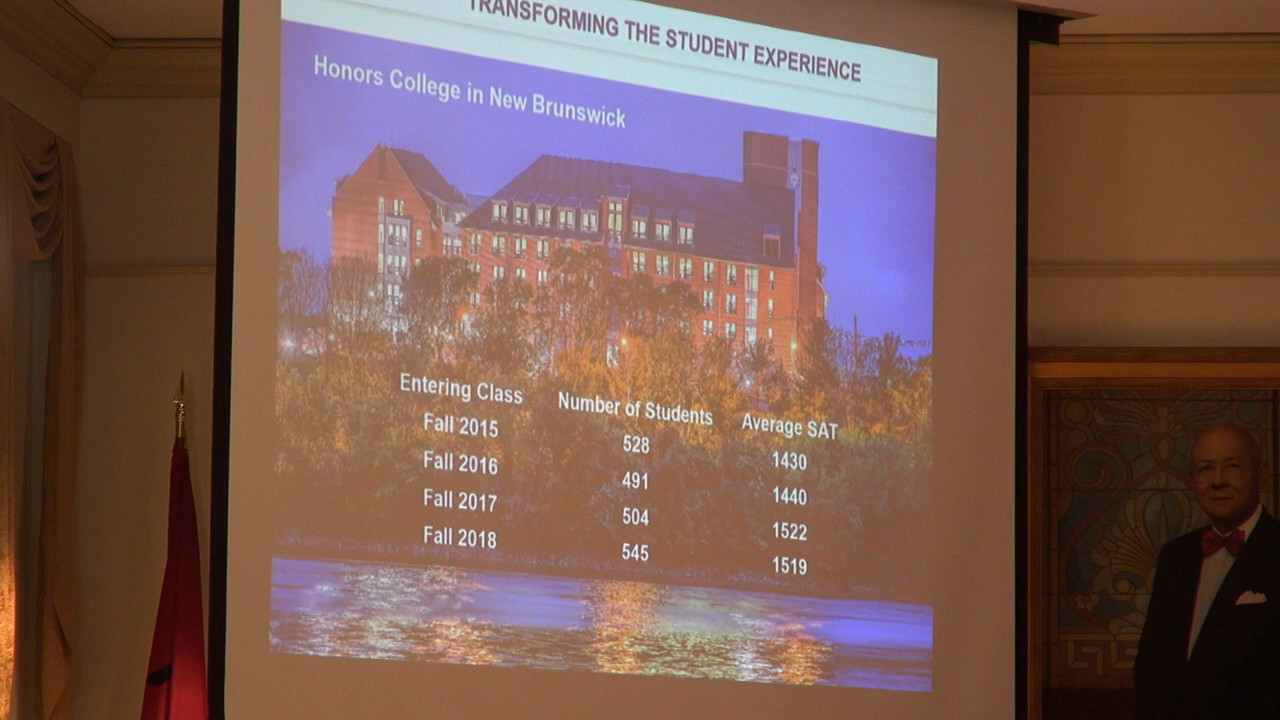 TRANSFORMING THE STUDENT EXPERIENCE
Honors College in New Brunswick
Entering Class Number of Students Average SAT
Fall 2015 528 1430
Fall 2016 491 1440
Fall 2017 504 1522
Fall 2018 545 1519